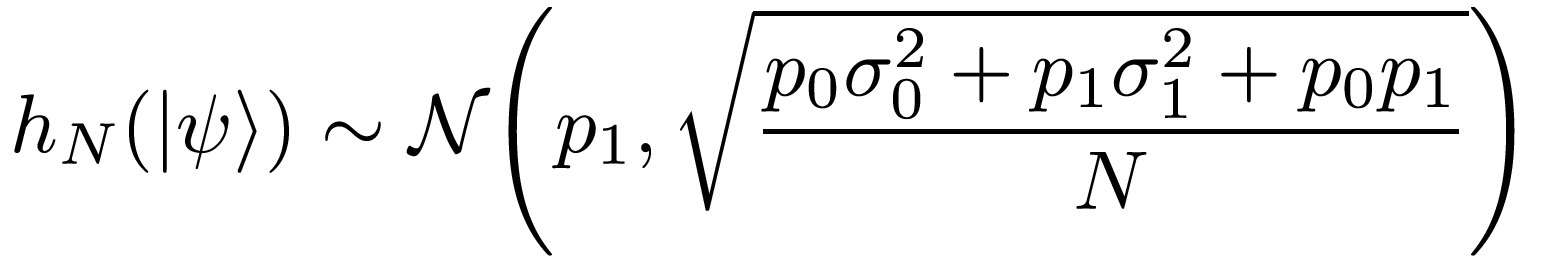 h_N(|ψ⟩) ∼ 𝒩(p_1, √((p_0σ_0^2 + p_1σ_1^2 + p_0p_1)/N))